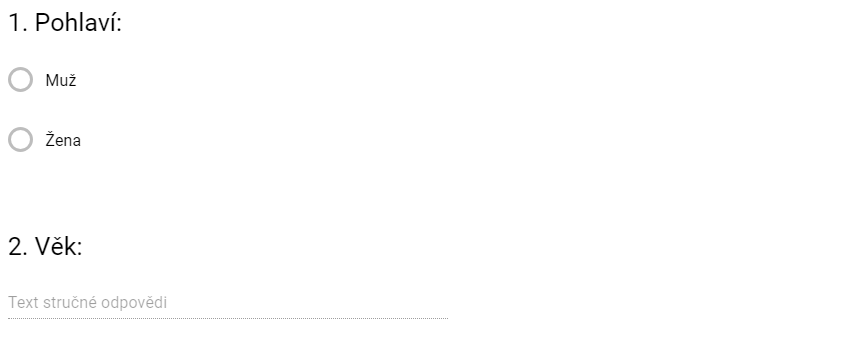 1. Pohlaví:
Muž
Žena
2. Věk:
Text stručné odpovědi